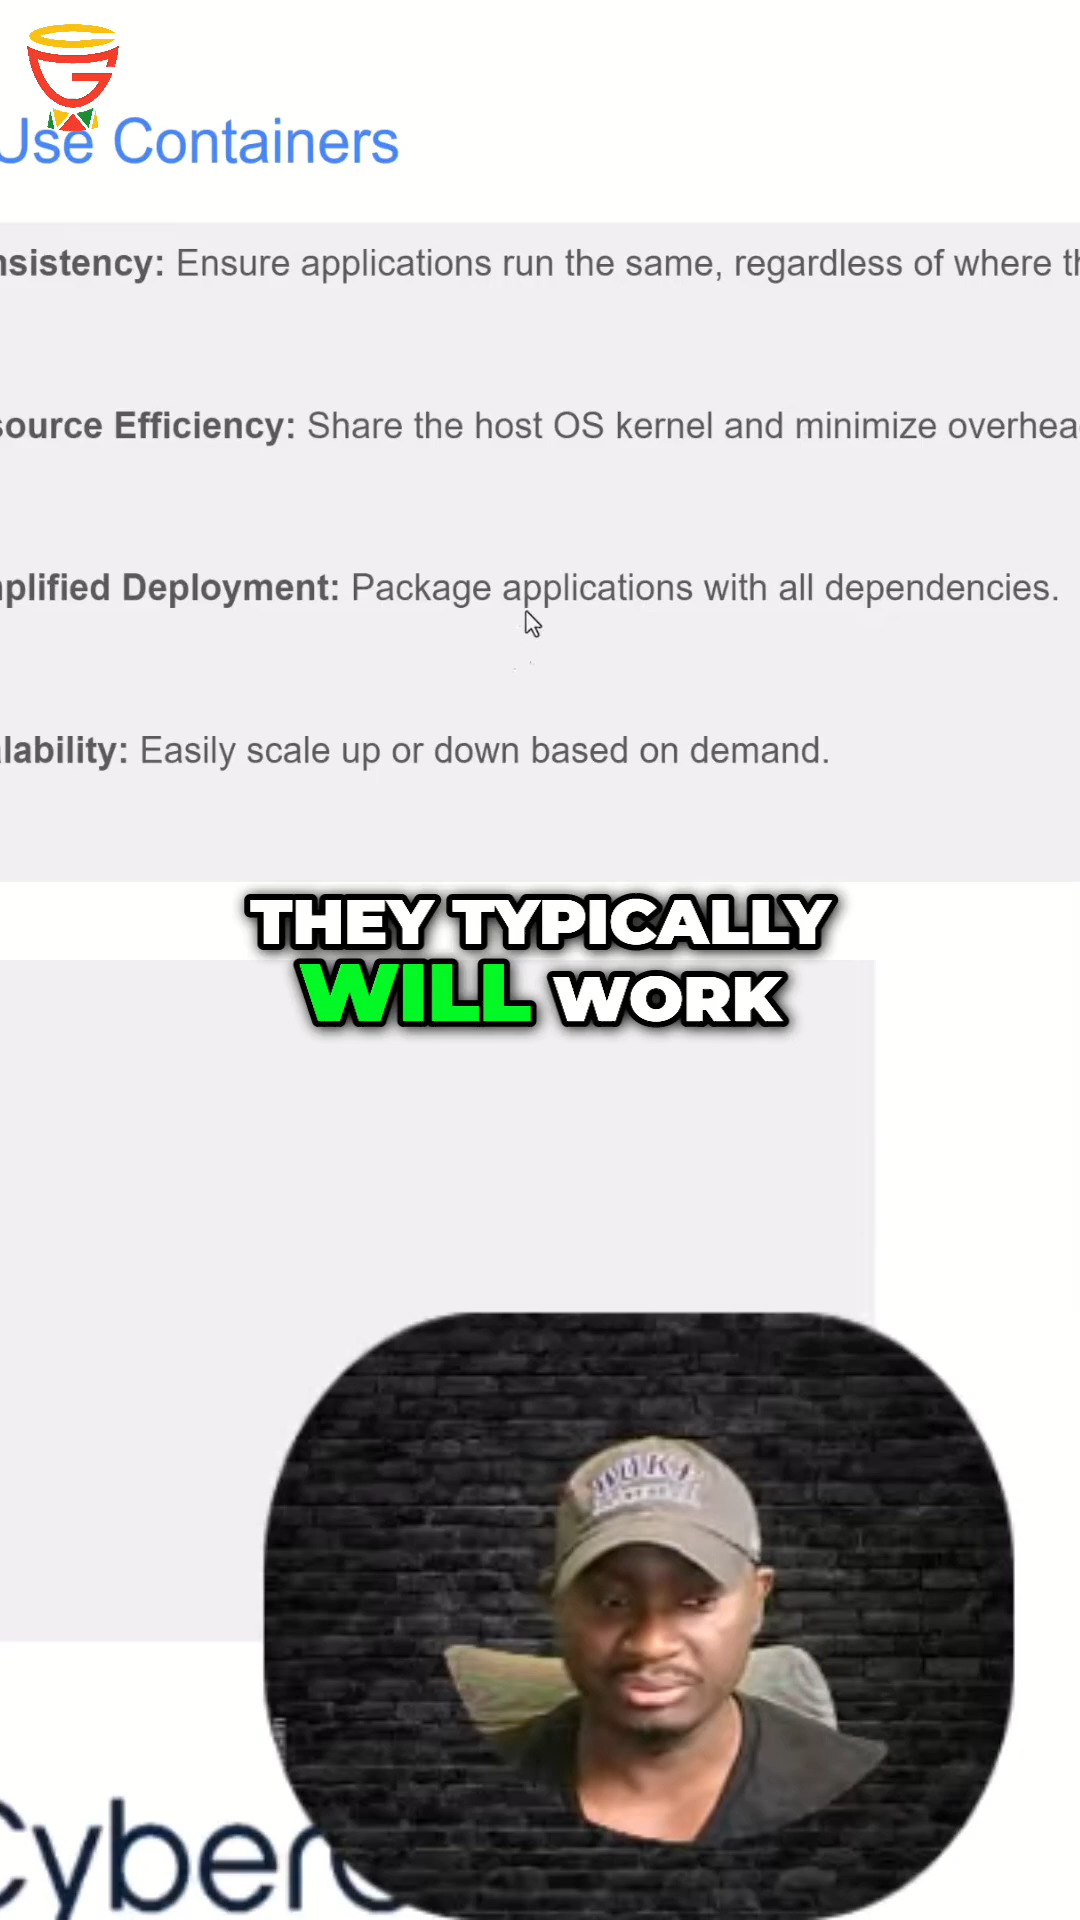 Use Containers
nsistency: Ensure applications run the same, regardless of where th
source Efficiency: Share the host OS kernel and minimize overhea
plified Deployment: Package applications with all dependencies.
lability: Easily scale up or down based on demand.
THEY TYPICALLY
WILL WORK
Cyber